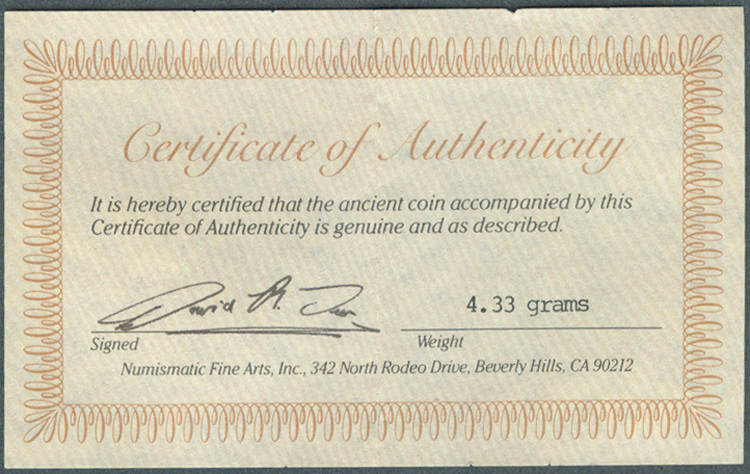 Certificate of Authenticity
It is hereby certified that the ancient coin accompanied by this
Certificate of Authenticity is genuine and as described.
David R.
4.33 grams
Signed
Weight
Numismatic Fine Arts, Inc., 342 North Rodeo Drive, Beverly Hills, CA 90212